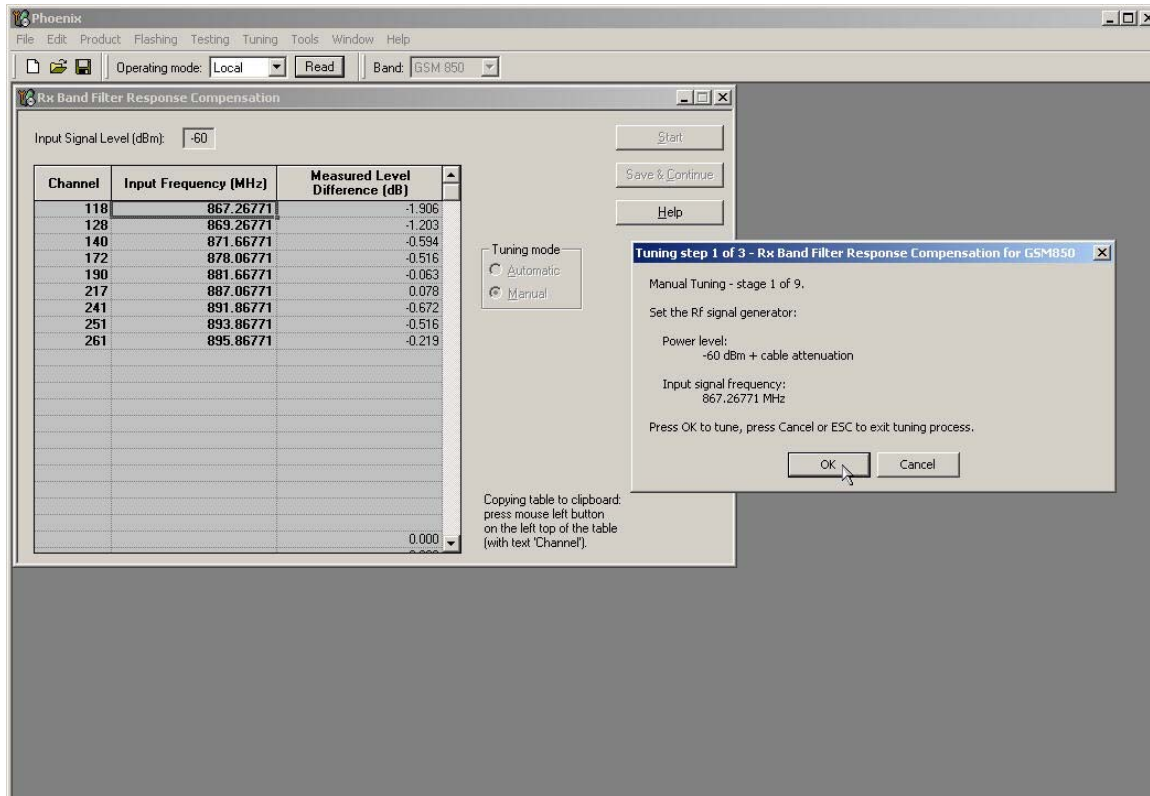 Phoenix
File Edit Product Flashing Testing Tuning Tools Window Help
Operating mode: Local Read Band: GSM 850
Rx Band Filter Response Compensation
Input Signal Level (dBm): -60
Start
Save & Continue
Help
Channel Input Frequency (MHz) Measured Level Difference (dB)
118 867.26771 -1.906
128 869.26771 -1.203
140 871.66771 -0.594
172 878.06771 -0.516
190 881.66771 -0.063
217 887.06771 0.078
241 891.86771 -0.672
251 893.86771 -0.516
261 895.86771 -0.219
0.000
Tuning mode
Automatic
Manual
Copying table to clipboard:
press mouse left button
on the left top of the table
(with text 'Channel').
Tuning step 1 of 3 - Rx Band Filter Response Compensation for GSM850
Manual Tuning - stage 1 of 9.
Set the Rf signal generator:
Power level:
-60 dBm + cable attenuation
Input signal frequency:
867.26771 MHz
Press OK to tune, press Cancel or ESC to exit tuning process.
OK Cancel